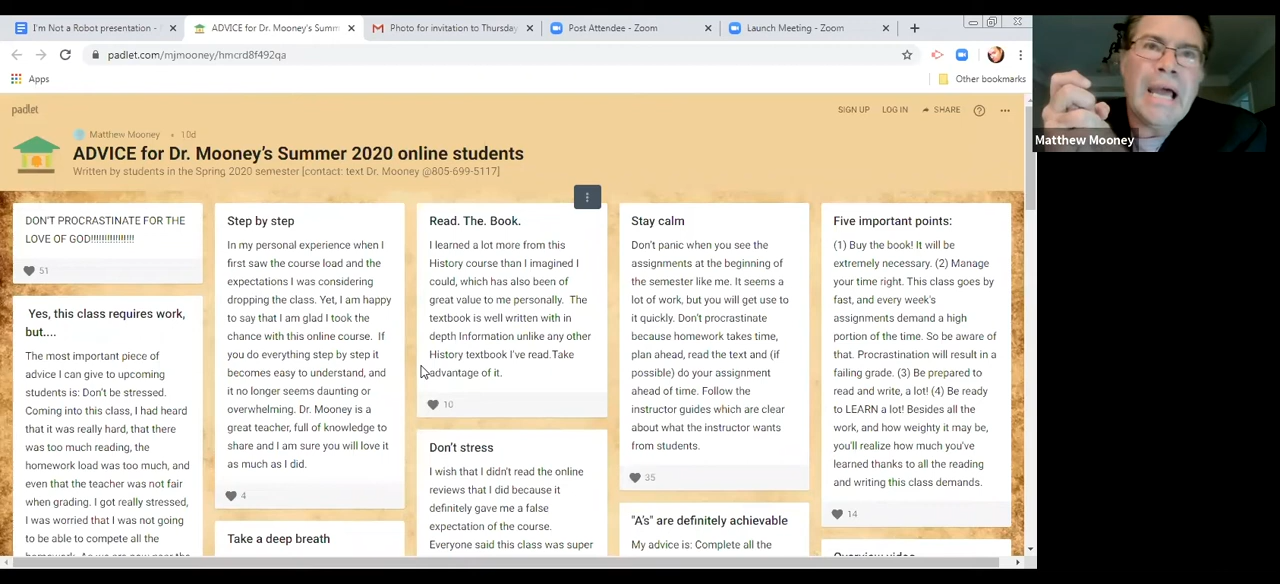 I'm Not a Robot presentation -
ADVICE for Dr. Mooney's Summ
Photo for invitation to Thursday
Post Attendee - Zoom
Launch Meeting - Zoom
padlet.com/mjmooney/hmcrd8f492qa
Apps
Other bookmarks
padlet
SIGN UP
LOG IN
SHARE
Matthew Mooney • 10d
ADVICE for Dr. Mooney's Summer 2020 online students
Written by students in the Spring 2020 semester [contact: text Dr. Mooney @805-699-5117]
DON'T PROCRASTINATE FOR THE
LOVE OF GOD!!!!!!!!!!!!!!!!
51
Yes, this class requires work,
but....
The most important piece of
advice I can give to upcoming
students is: Don't be stressed.
Coming into this class, I had heard
that it was really hard, that there
was too much reading, the
homework load was too much, and
even that the teacher was not fair
when grading. I got really stressed,
I was worried that I was not going
to be able to compete all the
Step by step
In my personal experience when I
first saw the course load and the
expectations I was considering
dropping the class. Yet, I am happy
to say that I am glad I took the
chance with this online course. If
you do everything step by step it
becomes easy to understand, and
it no longer seems daunting or
overwhelming. Dr. Mooney is a
great teacher, full of knowledge to
share and I am sure you will love it
as much as I did.
4
Take a deep breath
Read. The. Book.
I learned a lot more from this
History course than I imagined I
could, which has also been of
great value to me personally. The
textbook is well written with in
depth Information unlike any other
History textbook I've read.Take
advantage of it.
10
Don't stress
I wish that I didn't read the online
reviews that I did because it
definitely gave me a false
expectation of the course.
Everyone said this class was super
Stay calm
Don't panic when you see the
assignments at the beginning of
the semester like me. It seems a
lot of work, but you will get use to
it quickly. Don't procrastinate
because homework takes time,
plan ahead, read the text and (if
possible) do your assignment
ahead of time. Follow the
instructor guides which are clear
about what the instructor wants
from students.
35
"A's" are definitely achievable
My advice is: Complete all the
Five important points:
(1) Buy the book! It will be
extremely necessary. (2) Manage
your time right. This class goes by
fast, and every week's
assignments demand a high
portion of the time. So be aware of
that. Procrastination will result in a
failing grade. (3) Be prepared to
read and write, a lot! (4) Be ready
to LEARN a lot! Besides all the
work, and how weighty it may be,
you'll realize how much you've
learned thanks to all the reading
and writing this class demands.
14
Overview video
Matthew Mooney